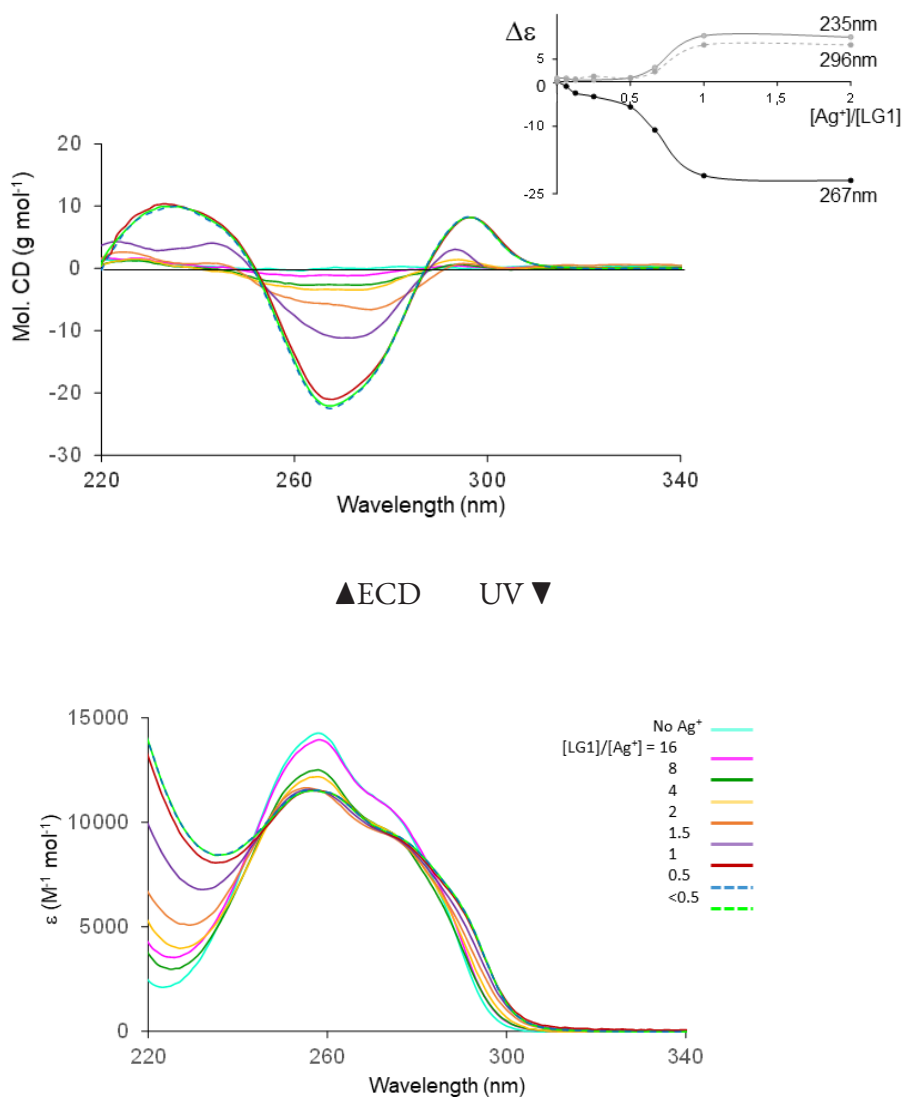 Δε
235nm
296nm
5
0
0,5
1
1,5
2
[Ag⁺]/[LG1]
-10
-25
267nm
20
10
0
-10
-20
-30
Mol. CD (g mol⁻¹)
220
260
300
340
Wavelength (nm)
▲ECD UV ▼
15000
10000
5000
0
ε (M⁻¹ mol⁻¹)
No Ag⁺
[LG1]/[Ag⁺] = 16
8
4
2
1.5
1
0.5
<0.5
220
260
300
340
Wavelength (nm)